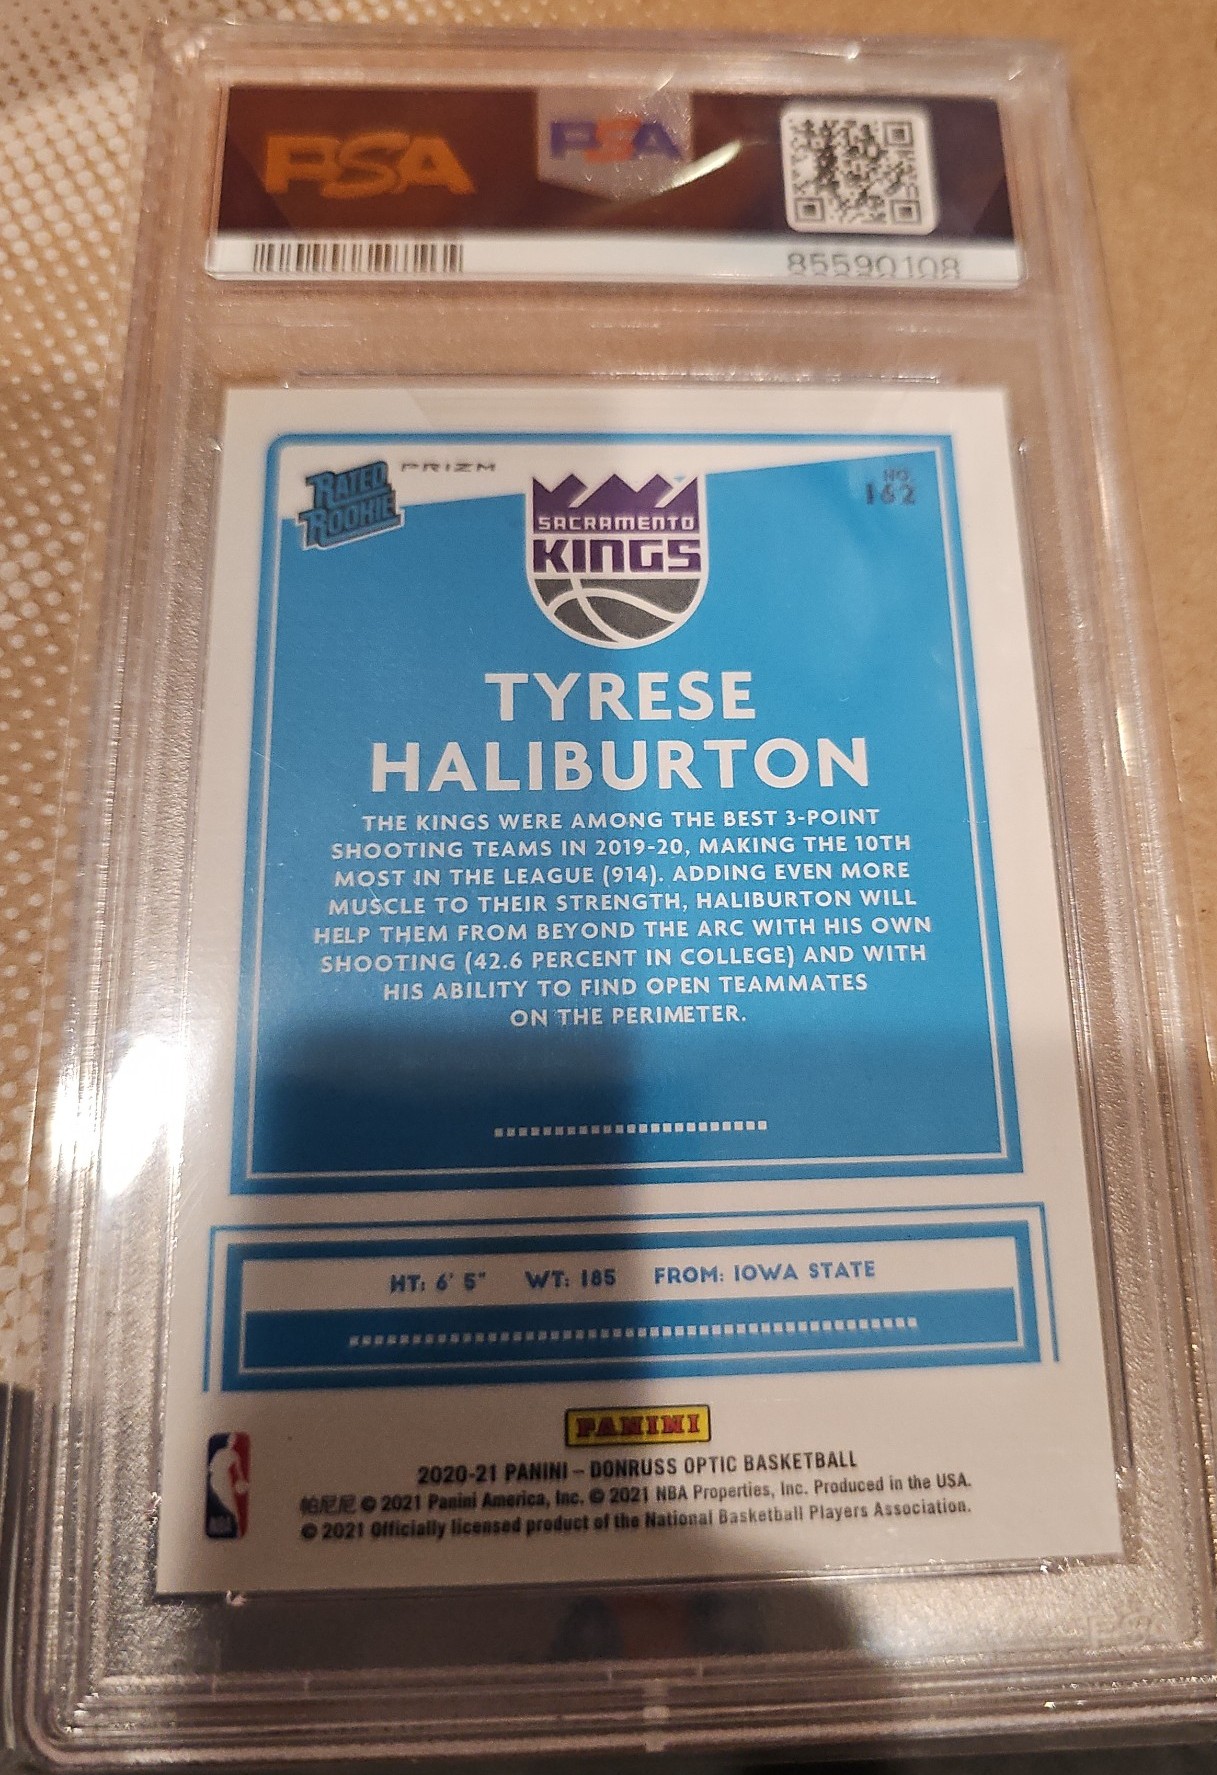 PSA
PSA
85590108
RATED
ROOKIE
PRIZM
SACRAMENTO
KINGS
NO.
162
TYRESE
HALIBURTON
THE KINGS WERE AMONG THE BEST 3-POINT
SHOOTING TEAMS IN 2019-20, MAKING THE 10TH
MOST IN THE LEAGUE (914). ADDING EVEN MORE
MUSCLE TO THEIR STRENGTH, HALIBURTON WILL
HELP THEM FROM BEYOND THE ARC WITH HIS OWN
SHOOTING (42.6 PERCENT IN COLLEGE) AND WITH
HIS ABILITY TO FIND OPEN TEAMMATES
ON THE PERIMETER.
HT: 6' 5" WT: 185 FROM: IOWA STATE
PANINI
NBA
2020-21 PANINI – DONRUSS OPTIC BASKETBALL
帕尼尼 © 2021 Panini America, Inc. © 2021 NBA Properties, Inc. Produced in the USA.
© 2021 Officially licensed product of the National Basketball Players Association.
PSA